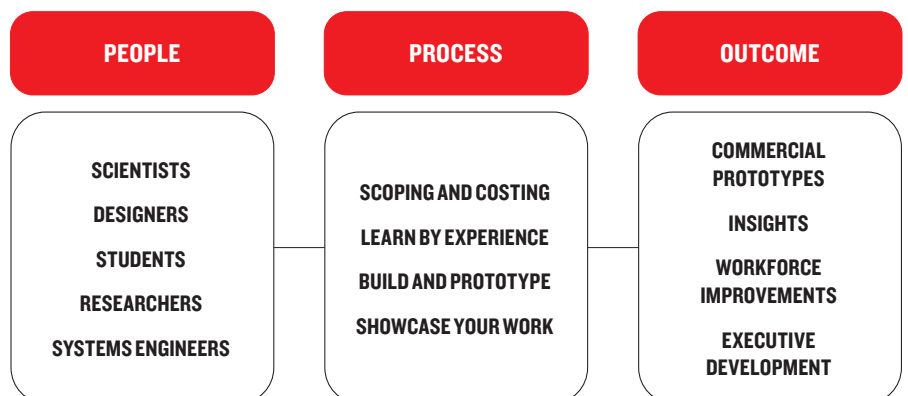 PEOPLE
SCIENTISTS
DESIGNERS
STUDENTS
RESEARCHERS
SYSTEMS ENGINEERS
PROCESS
SCOPING AND COSTING
LEARN BY EXPERIENCE
BUILD AND PROTOTYPE
SHOWCASE YOUR WORK
OUTCOME
COMMERCIAL
PROTOTYPES
INSIGHTS
WORKFORCE
IMPROVEMENTS
EXECUTIVE
DEVELOPMENT